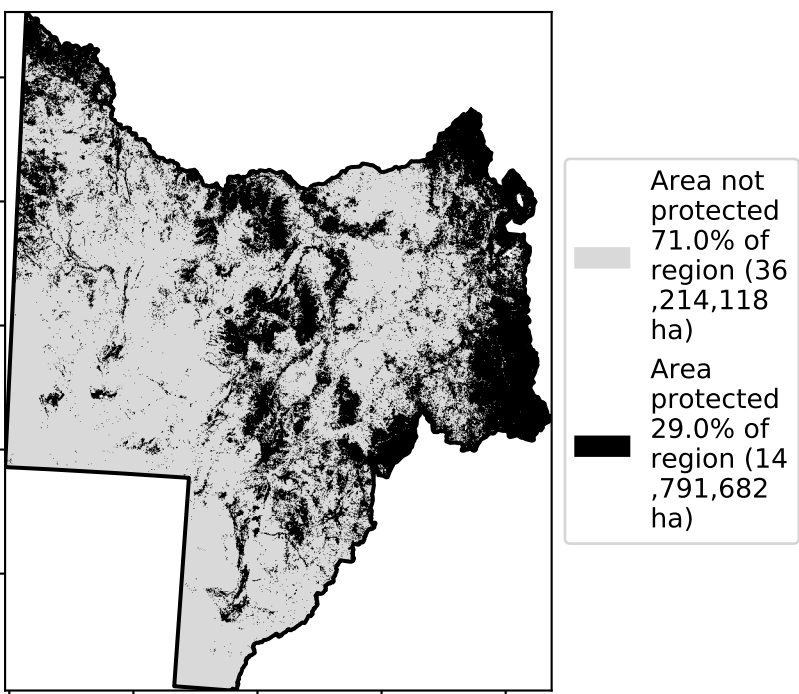 Area not
protected
71.0% of
region (36
,214,118
ha)
Area
protected
29.0% of
region (14
,791,682
ha)